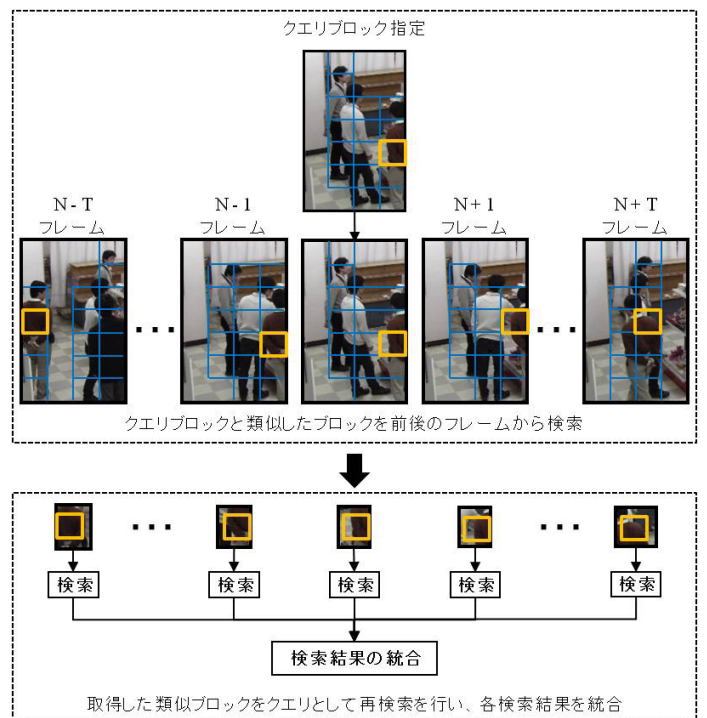 クエリブロック指定
N-T
フレーム
N-1
フレーム
N+1
フレーム
N+T
フレーム
...
...
クエリブロックと類似したブロックを前後のフレームから検索
...
...
検索
検索
検索
検索
検索
検索結果の統合
取得した類似ブロックをクエリとして再検索を行い、各検索結果を統合